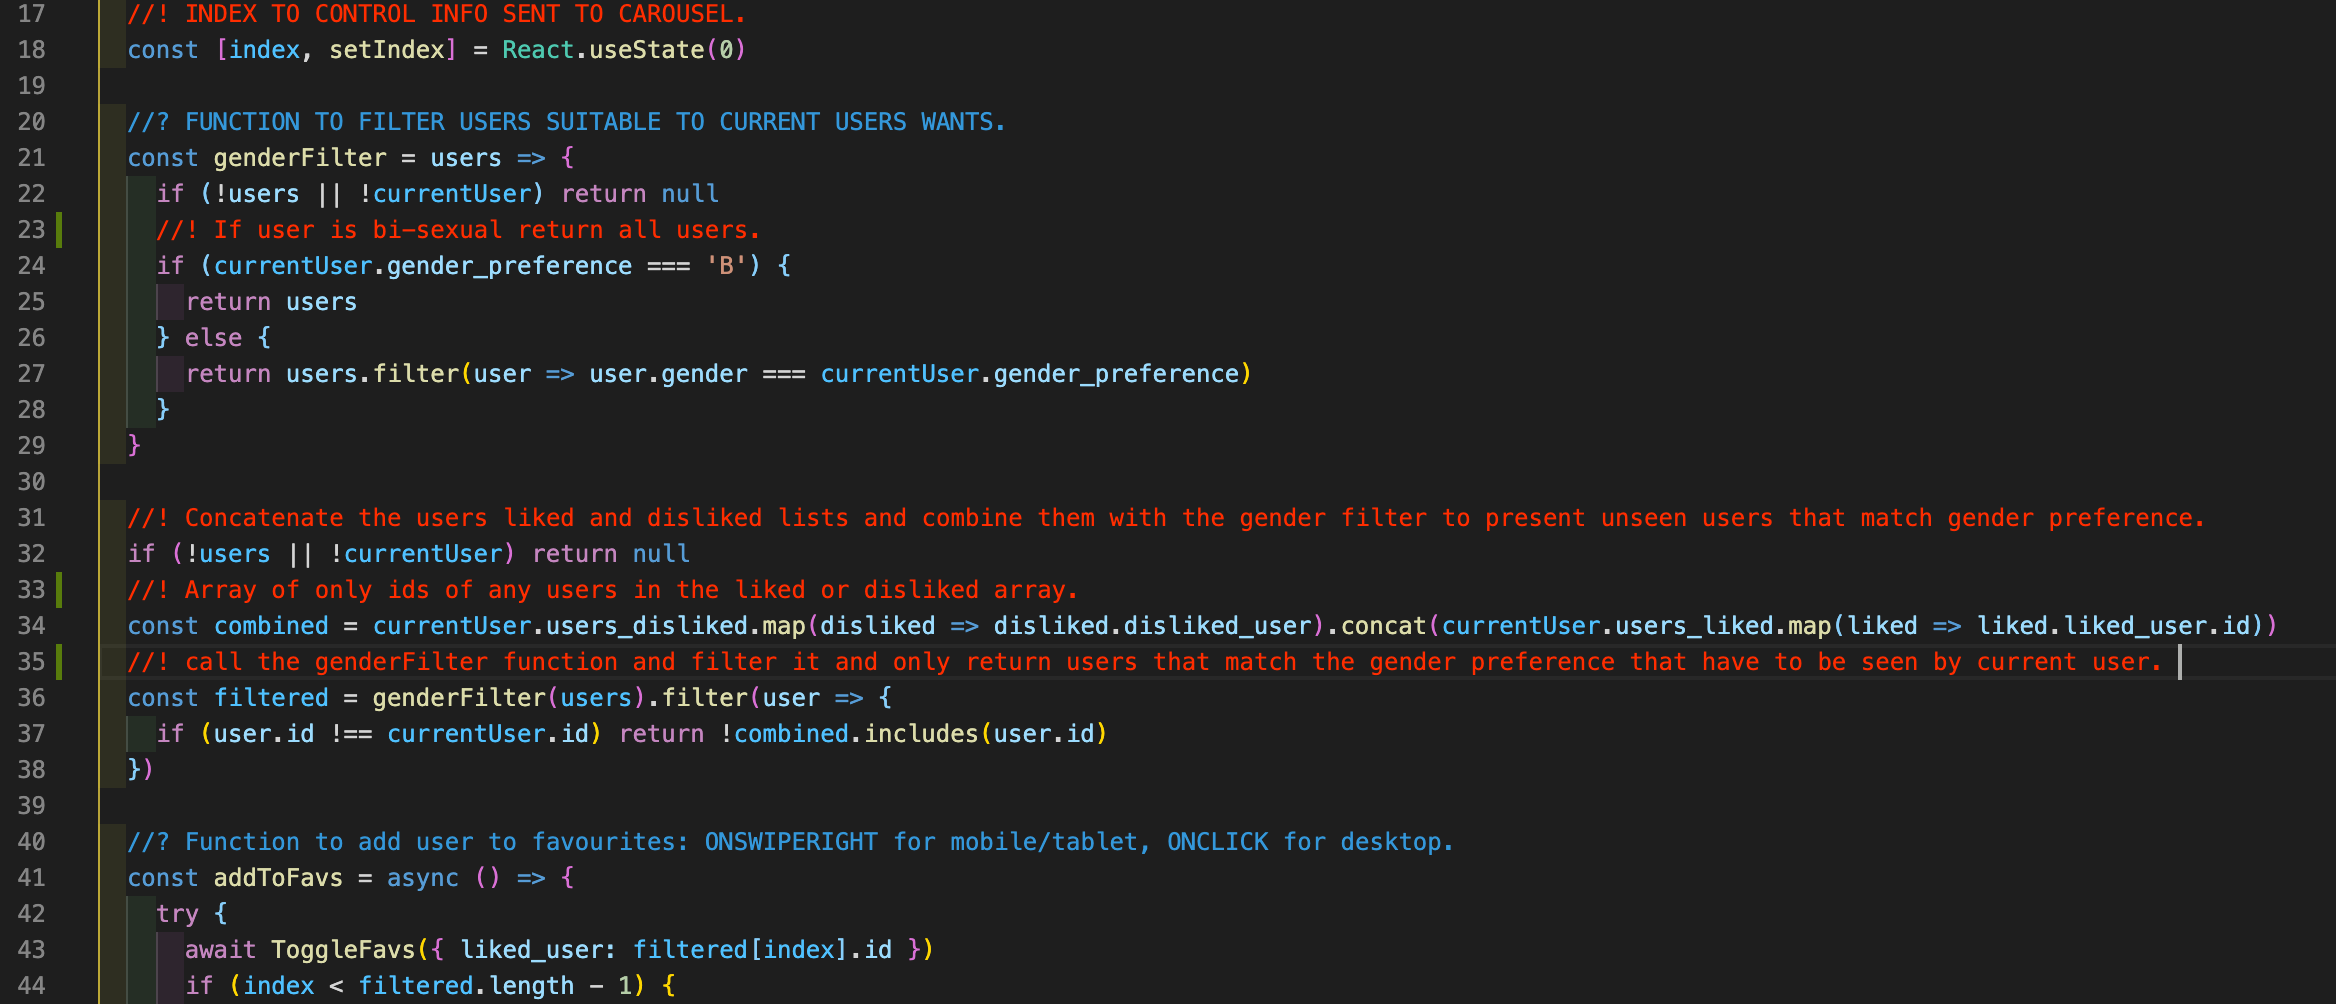 17 //! INDEX TO CONTROL INFO SENT TO CAROUSEL.
18 const [index, setIndex] = React.useState(0)
19
20 //? FUNCTION TO FILTER USERS SUITABLE TO CURRENT USERS WANTS.
21 const genderFilter = users => {
22 if (!users || !currentUser) return null
23 //! If user is bi-sexual return all users.
24 if (currentUser.gender_preference === 'B') {
25 return users
26 } else {
27 return users.filter(user => user.gender === currentUser.gender_preference)
28 }
29 }
30
31 //! Concatenate the users liked and disliked lists and combine them with the gender filter to present unseen users that match gender preference.
32 if (!users || !currentUser) return null
33 //! Array of only ids of any users in the liked or disliked array.
34 const combined = currentUser.users_disliked.map(disliked => disliked.disliked_user).concat(currentUser.users_liked.map(liked => liked.liked_user.id))
35 //! call the genderFilter function and filter it and only return users that match the gender preference that have to be seen by current user.
36 const filtered = genderFilter(users).filter(user => {
37 if (user.id !== currentUser.id) return !combined.includes(user.id)
38 })
39
40 //? Function to add user to favourites: ONSWIPERIGHT for mobile/tablet, ONCLICK for desktop.
41 const addToFavs = async () => {
42 try {
43 await ToggleFavs({ liked_user: filtered[index].id })
44 if (index < filtered.length - 1) {